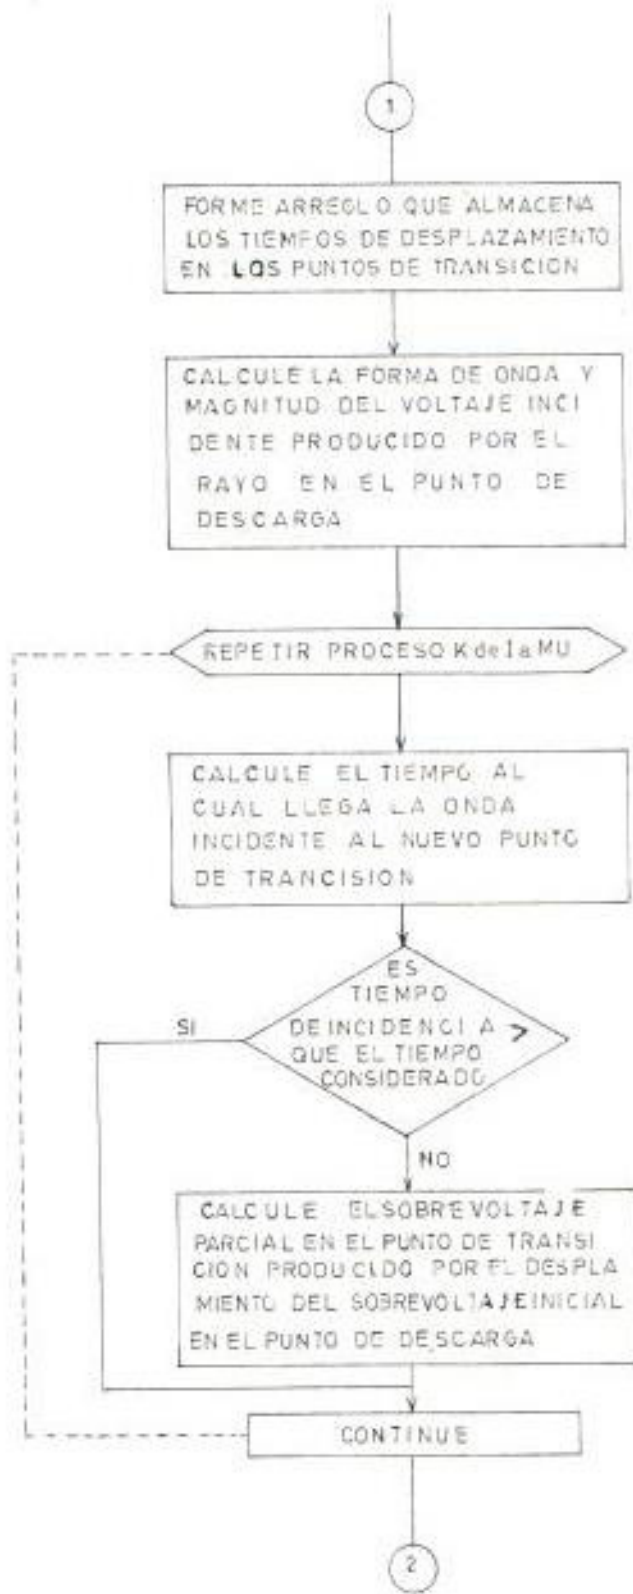 1
FORME ARREGLO QUE ALMACENA
LOS TIEMPOS DE DESPLAZAMIENTO
EN LOS PUNTOS DE TRANSICION
CALCULE LA FORMA DE ONDA Y
MAGNITUD DEL VOLTAJE INCI
DENTE PRODUCIDO POR EL
RAYO EN EL PUNTO DE
DESCARGA
REPETIR PROCESO K de I a MU
CALCULE EL TIEMPO AL
CUAL LLEGA LA ONDA
INCIDENTE AL NUEVO PUNTO
DE TRANCISION
ES
TIEMPO
SI
DE INCIDENCIA >
QUE EL TIEMPO
CONSIDERADO
NO
CALCULE EL SOBREVOLTAJE
PARCIAL EN EL PUNTO DE TRANSI
CION PRODUCIDO POR EL DESPLA
MIENTO DEL SOBREVOLTAJE INICIAL
EN EL PUNTO DE DESCARGA
CONTINUE
2